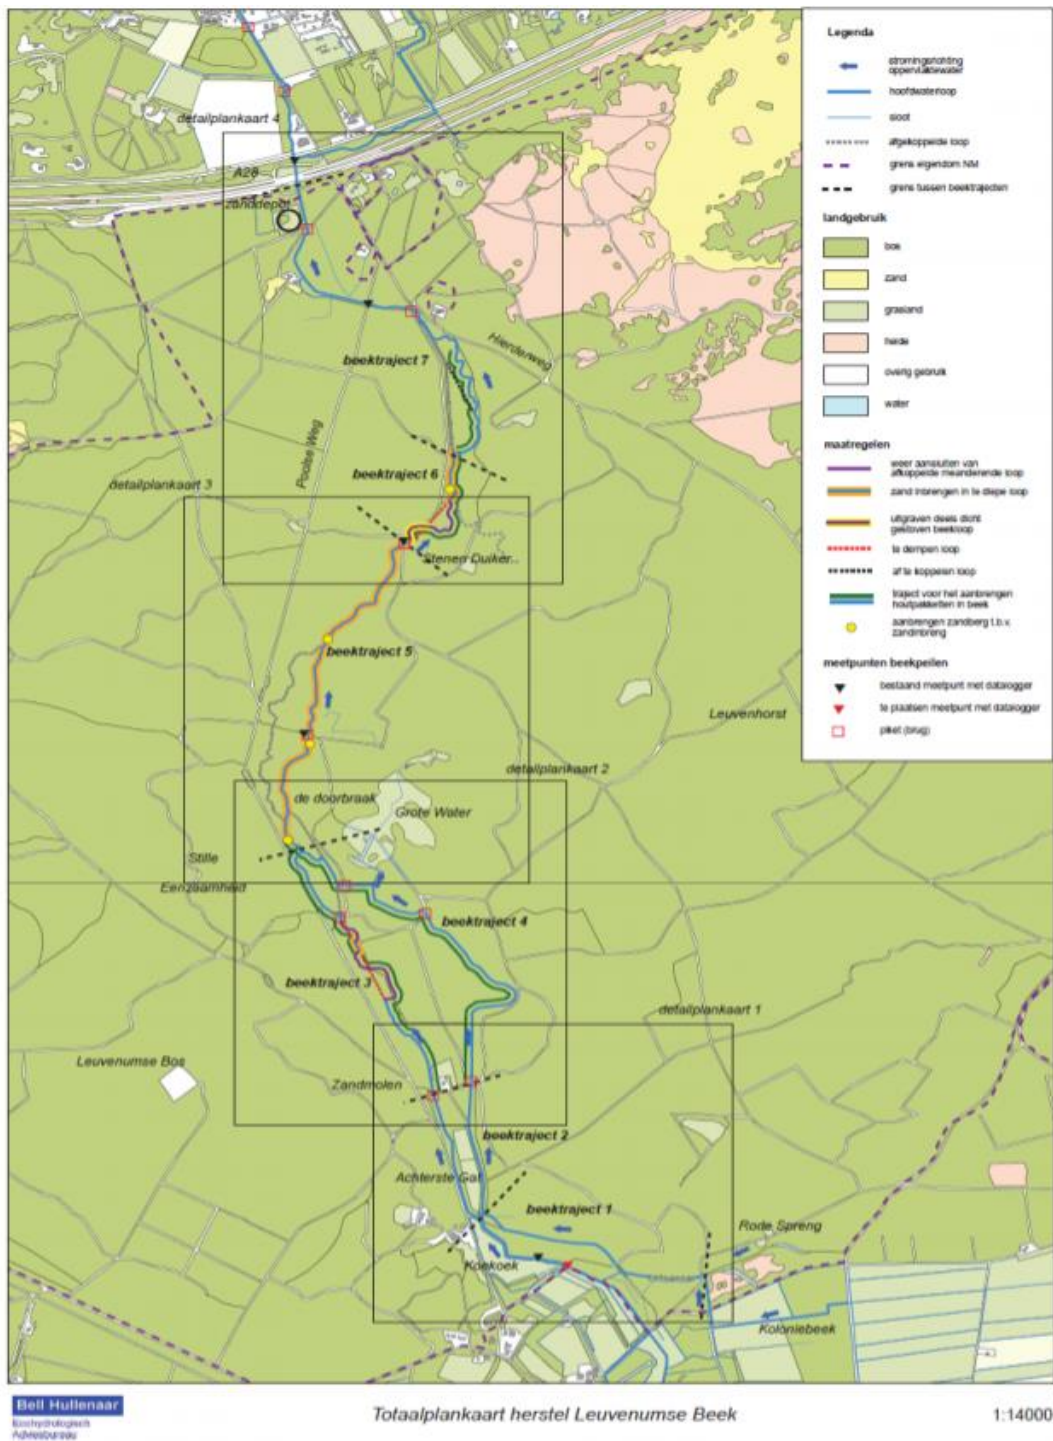 detailplankaart 4
A28
zanddepot
Hierdenweg
beektraject 7
Poolse Weg
beektraject 6
detailplankaart 3
Stenen Duiker...
beektraject 5
Leuvenhorst
detailplankaart 2
de doorbraak
Grote Water
Stille
Eenzaamheid
beektraject 4
beektraject 3
detailplankaart 1
Leuvenumse Bos
Zandmolen
beektraject 2
Achterste Gat
beektraject 1
Rode Spreng
Koekoek
Koloniebeek
Legenda
stromingsrichting
oppervlaktewater
hoofdwaterloop
sloot
afgekoppelde loop
grens eigendom NM
grens tussen beektrajecten
landgebruik
bos
zand
grasland
heide
overig gebruik
water
maatregelen
weer aansluiten van
afkoppelde meanderende loop
zand inbrengen in te diepe loop
uitgraven deels dicht
gestoven beekloop
te dempen loop
af te koppelen loop
traject voor het aanbrengen
houtpakketten in beek
aanbrengen zandberg t.b.v.
zandinbreng
meetpunten beekpeilen
bestaand meetpunt met datalogger
te plaatsen meetpunt met datalogger
piket (brug)
Bell Hullenaar
Ecohydrologisch
Adviesbureau
Totaalplankaart herstel Leuvenumse Beek
1:14000